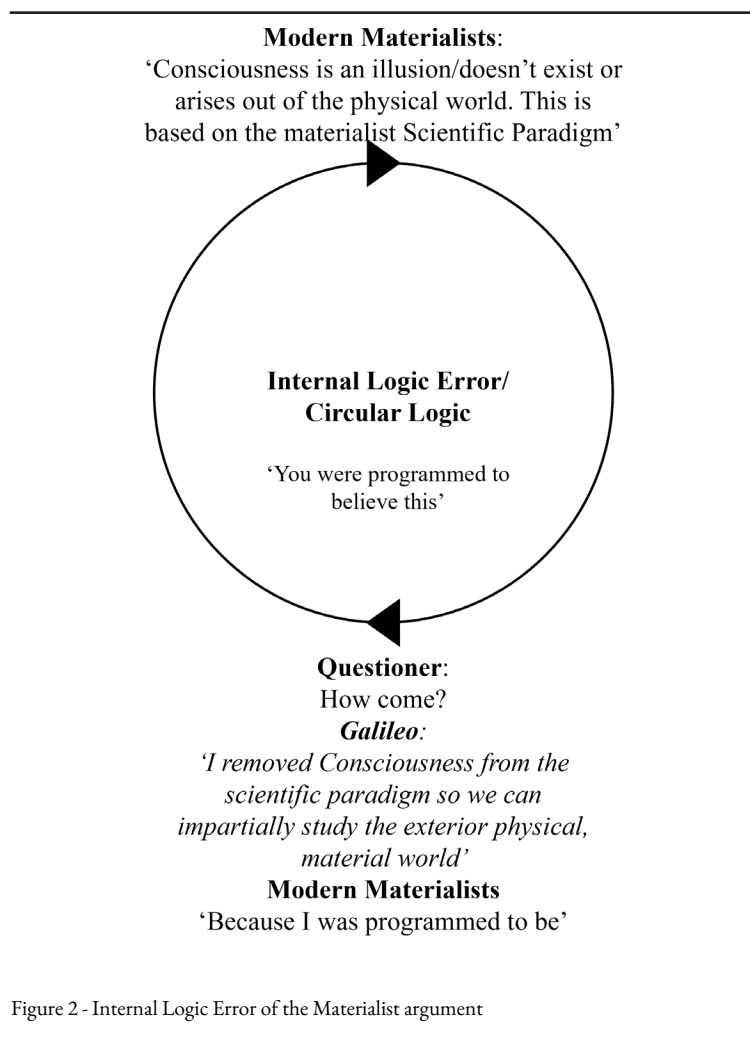 Modern Materialists:
‘Consciousness is an illusion/doesn’t exist or
arises out of the physical world. This is
based on the materialist Scientific Paradigm’
Internal Logic Error/
Circular Logic
‘You were programmed to
believe this’
Questioner:
How come?
Galileo:
‘I removed Consciousness from the
scientific paradigm so we can
impartially study the exterior physical,
material world’
Modern Materialists
‘Because I was programmed to be’
Figure 2 - Internal Logic Error of the Materialist argument